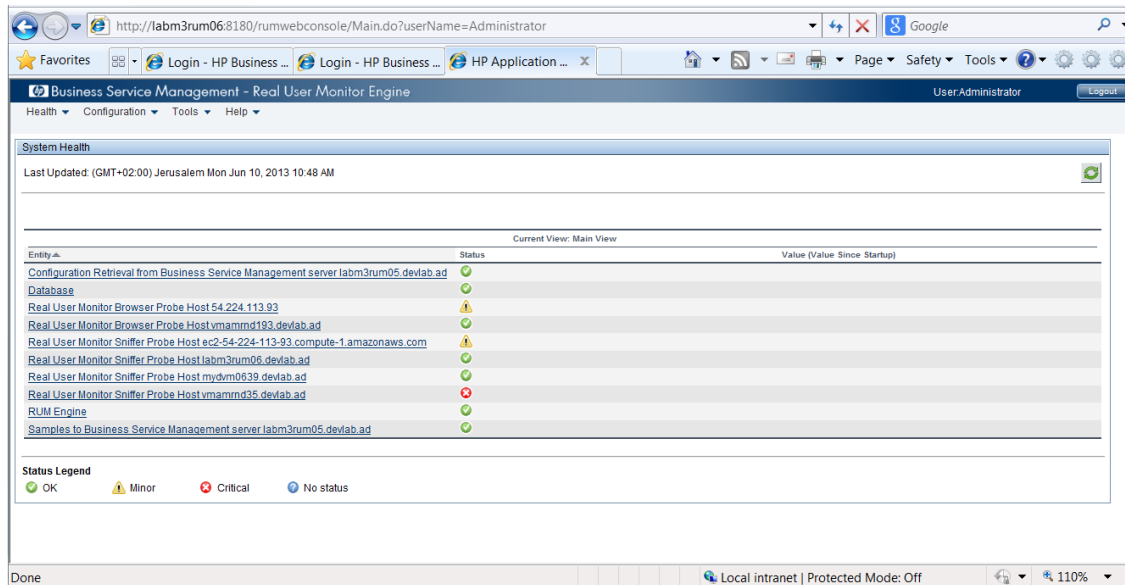 http://labm3rum06:8180/rumwebconsole/Main.do?userName=Administrator Google
Favorites Login - HP Business ... Login - HP Business ... HP Application ... X Page Safety Tools
Business Service Management - Real User Monitor Engine User:Administrator Logout
Health Configuration Tools Help
System Health
Last Updated: (GMT+02:00) Jerusalem Mon Jun 10, 2013 10:48 AM
Current View: Main View
Entity Status Value (Value Since Startup)
Configuration Retrieval from Business Service Management server labm3rum05.devlab.ad
Database
Real User Monitor Browser Probe Host 54.224.113.93
Real User Monitor Browser Probe Host vmamrnd193.devlab.ad
Real User Monitor Sniffer Probe Host ec2-54-224-113-93.compute-1.amazonaws.com
Real User Monitor Sniffer Probe Host labm3rum06.devlab.ad
Real User Monitor Sniffer Probe Host mydvm0639.devlab.ad
Real User Monitor Sniffer Probe Host vmamrnd35.devlab.ad
RUM Engine
Samples to Business Service Management server labm3rum05.devlab.ad
Status Legend
OK Minor Critical No status
Done Local intranet | Protected Mode: Off 110%